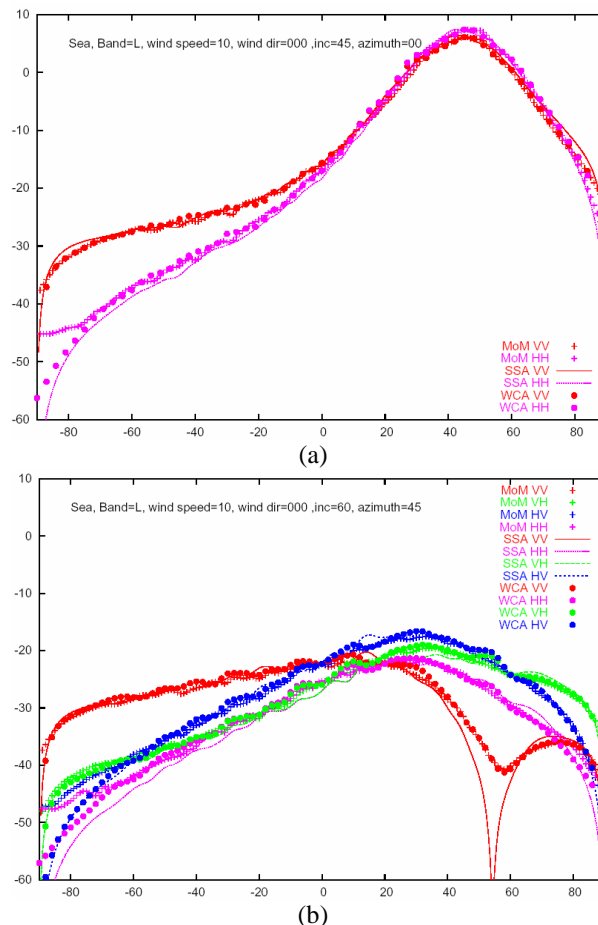 10
Sea, Band=L, wind speed=10, wind dir=000 ,inc=45, azimuth=00
0
-10
-20
-30
-40
-50
-60
MoM VV
MoM HH
SSA VV
SSA HH
WCA VV
WCA HH
-80 -60 -40 -20 0 20 40 60 80
(a)
10
Sea, Band=L, wind speed=10, wind dir=000 ,inc=60, azimuth=45
MoM VV
MoM VH
MoM HV
MoM HH
SSA VV
SSA HH
SSA VH
SSA HV
WCA VV
WCA HH
WCA VH
WCA HV
0
-10
-20
-30
-40
-50
-60
-80 -60 -40 -20 0 20 40 60 80
(b)